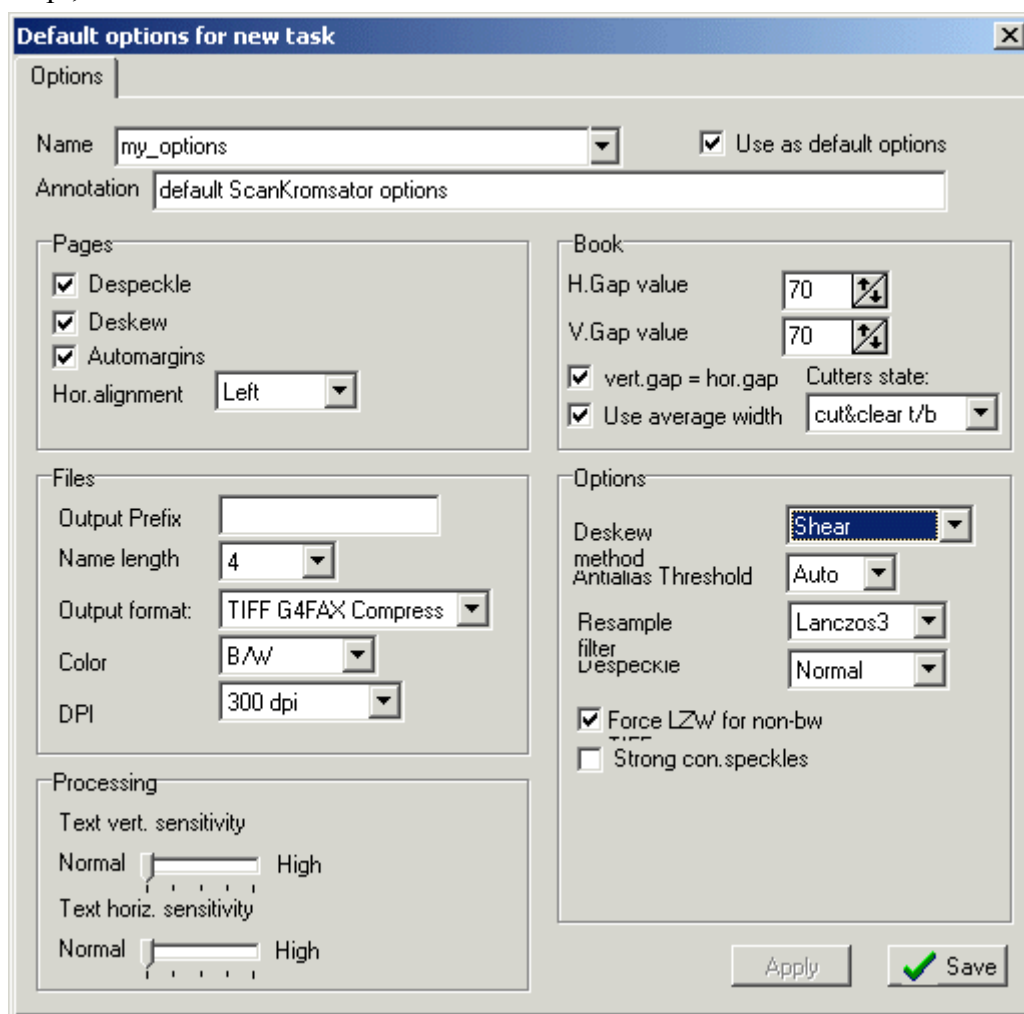 Default options for new task
Options
Name my_options Use as default options
Annotation default ScanKromsator options
Pages
Despeckle
Deskew
Automargins
Hor.alignment Left
Book
H.Gap value 70
V.Gap value 70
vert.gap = hor.gap Cutters state:
Use average width cut&clear t/b
Files
Output Prefix
Name length 4
Output format: TIFF G4FAX Compress
Color B/W
DPI 300 dpi
Options
Deskew method Shear
Antialias Threshold Auto
Resample filter Lanczos3
Despeckle Normal
Force LZW for non-bw TIFF
Strong con.speckles
Processing
Text vert. sensitivity
Normal High
Text horiz. sensitivity
Normal High
Apply Save